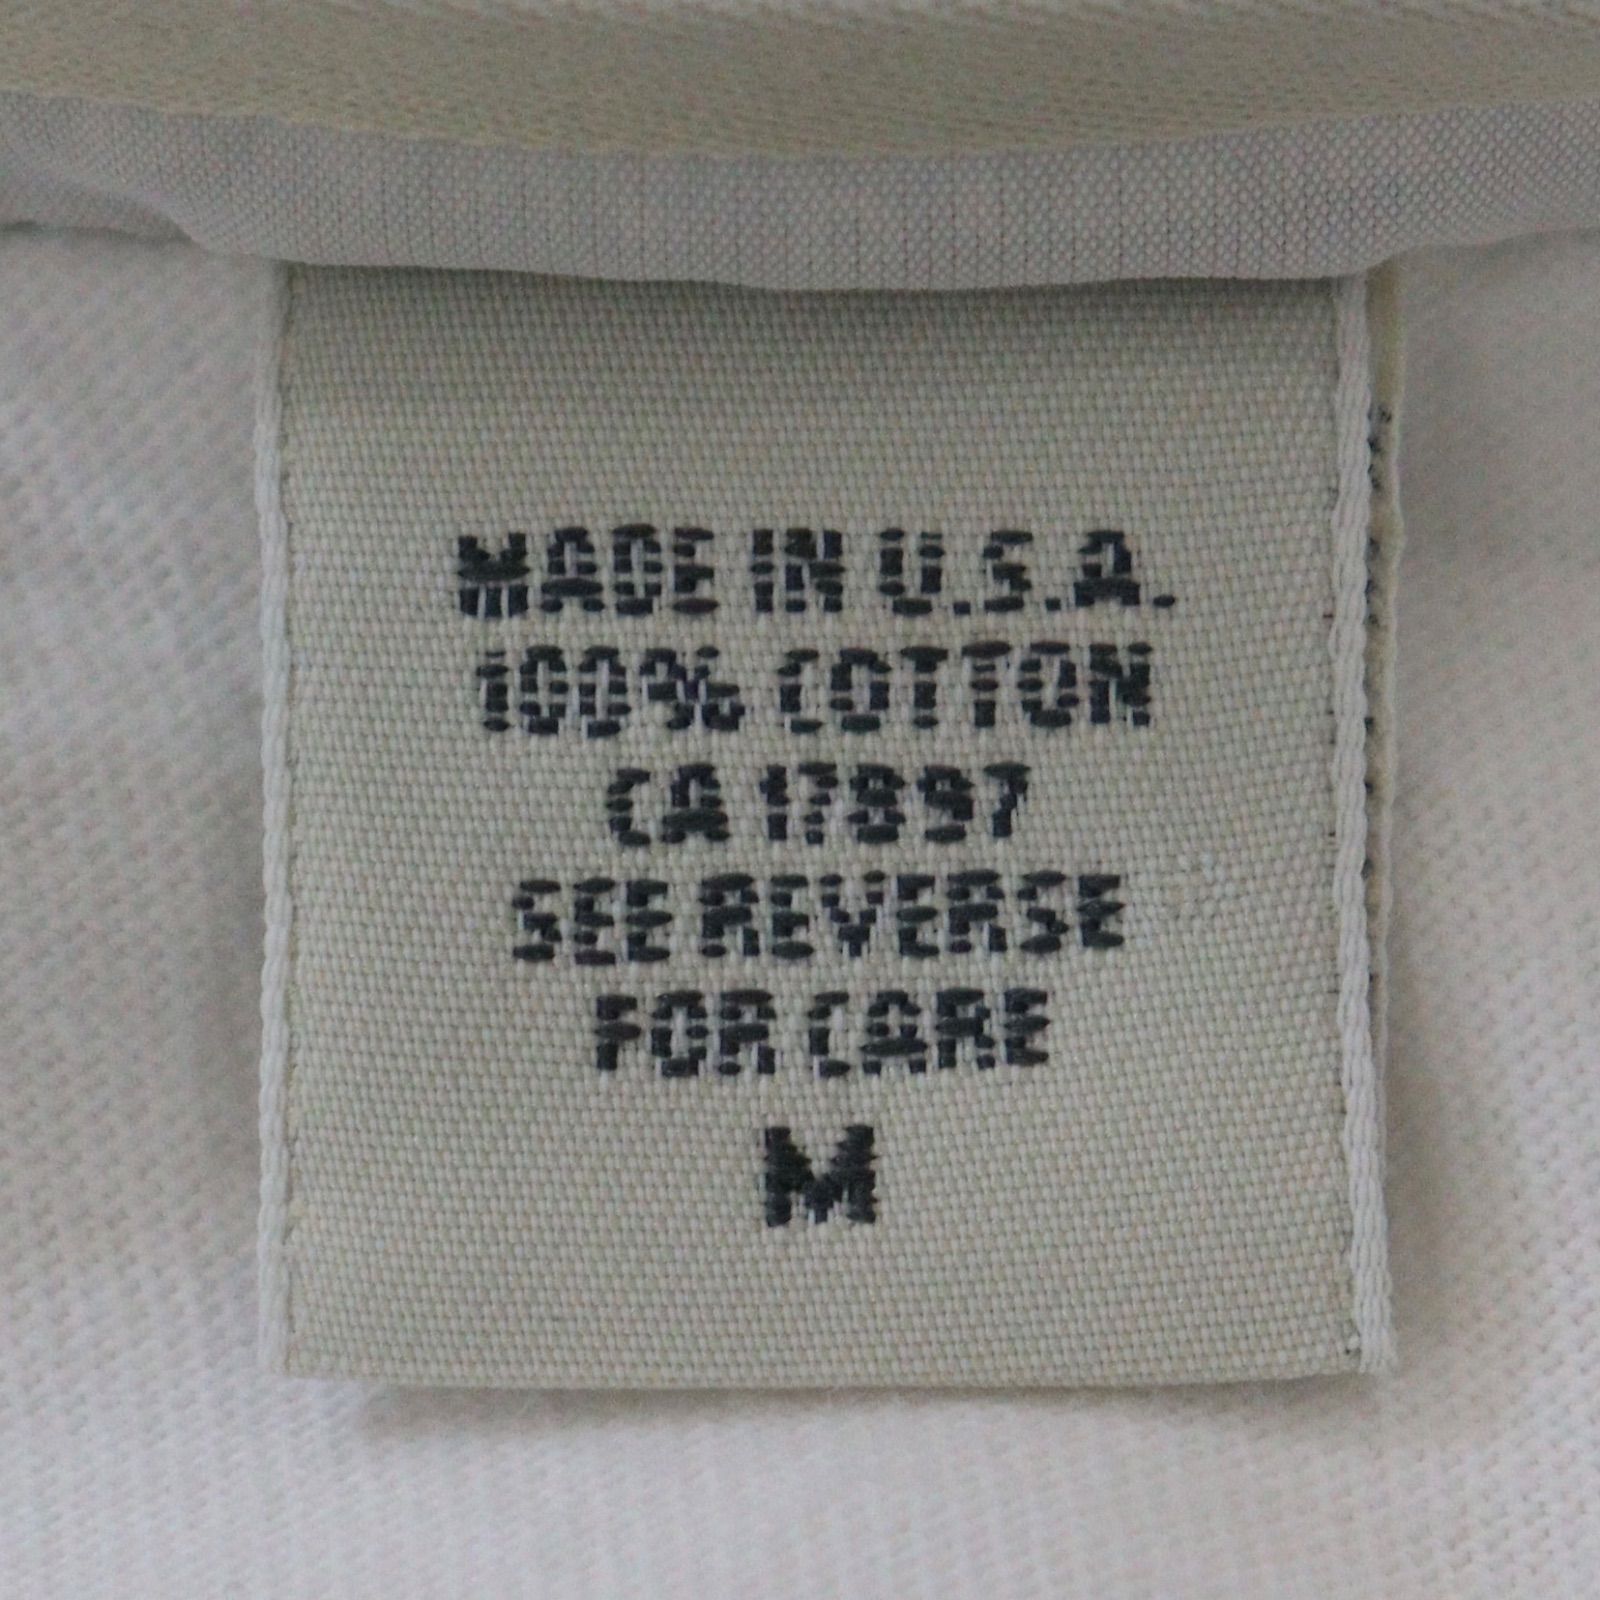 MADE IN U.S.A.
100% COTTON
CA 17897
SEE REVERSE
FOR CARE
M